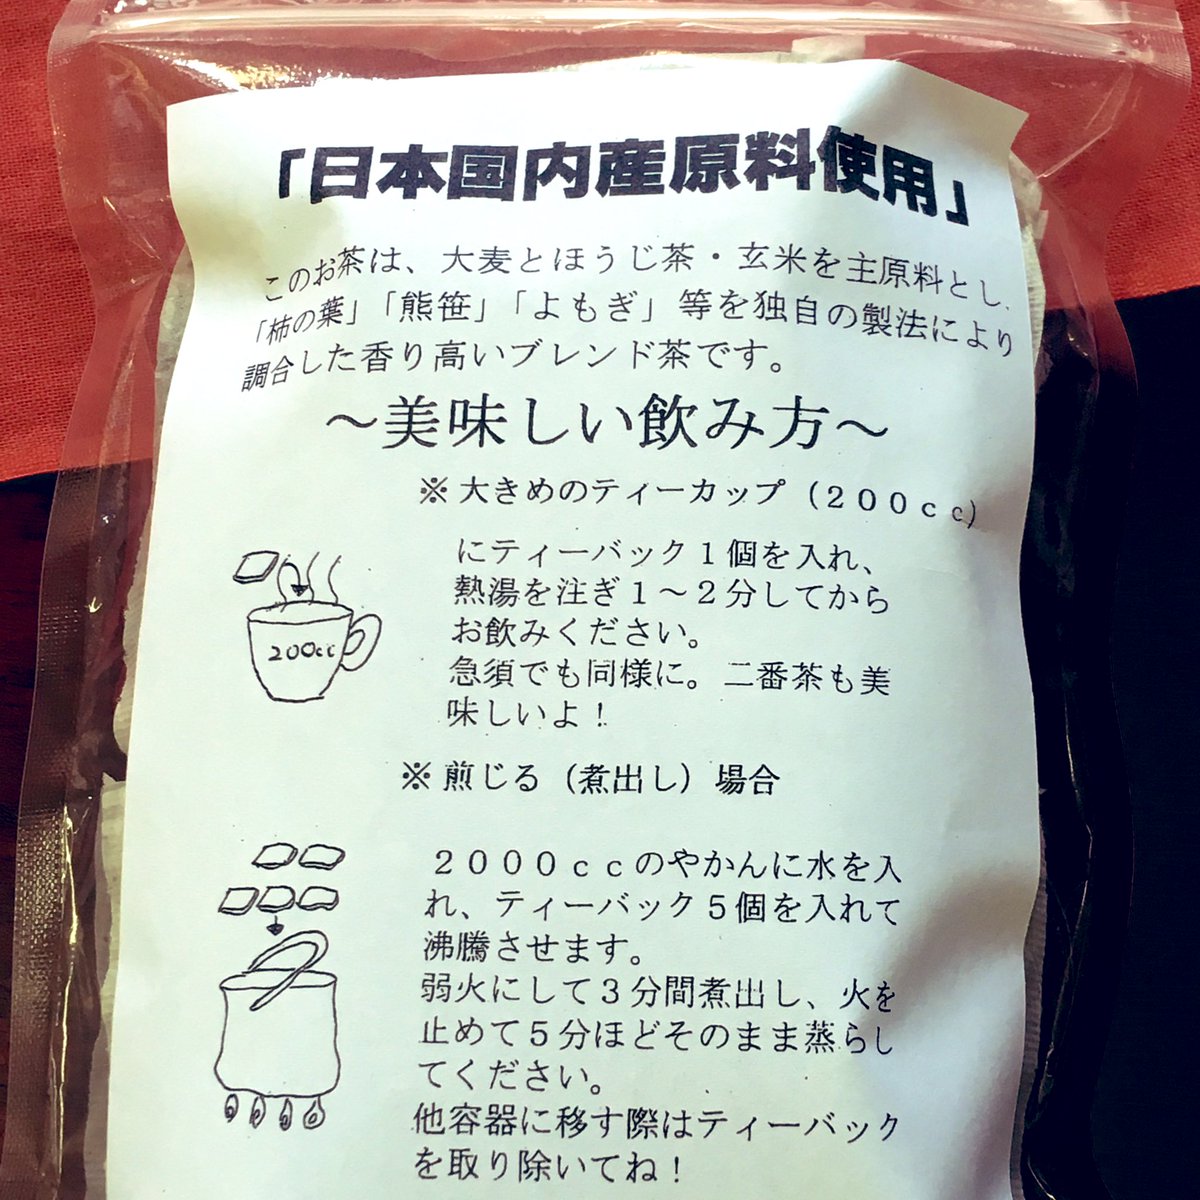 「日本国内産原料使用」
このお茶は、大麦とほうじ茶・玄米を主原料とし、
「柿の葉」「熊笹」「よもぎ」等を独自の製法により
調合した香り高いブレンド茶です。
～美味しい飲み方～
※大きめのティーカップ（２００ｃｃ）
にティーバック１個を入れ、
熱湯を注ぎ１～２分してから
お飲みください。
急須でも同様に。二番茶も美
味しいよ！
200cc
※煎じる（煮出し）場合
２０００ｃｃのやかんに水を入
れ、ティーバック５個を入れて
沸騰させます。
弱火にして３分間煮出し、火を
止めて５分ほどそのまま蒸らし
てください。
他容器に移す際はティーバック
を取り除いてね！